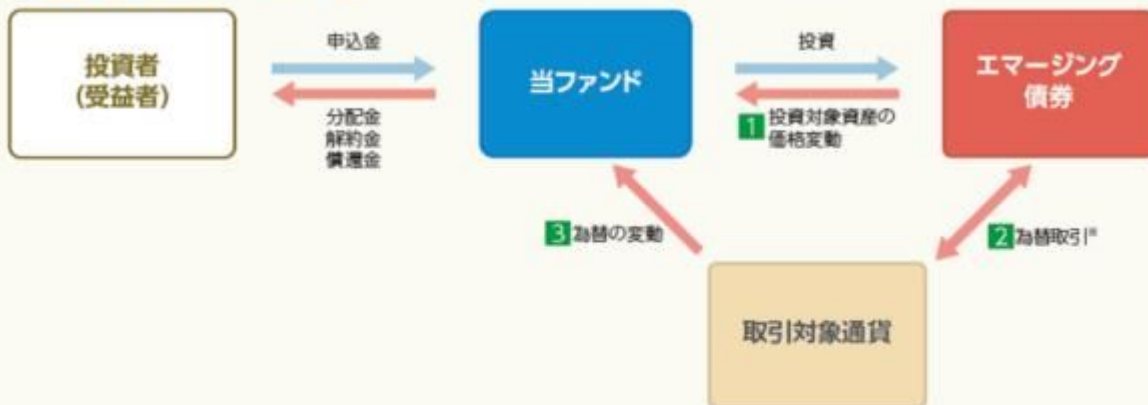 投資者
(受益者)
申込金
分配金
解約金
償還金
当ファンド
投資
1 投資対象資産の
価格変動
エマージング
債券
3 為替の変動
2 為替取引※
取引対象通貨